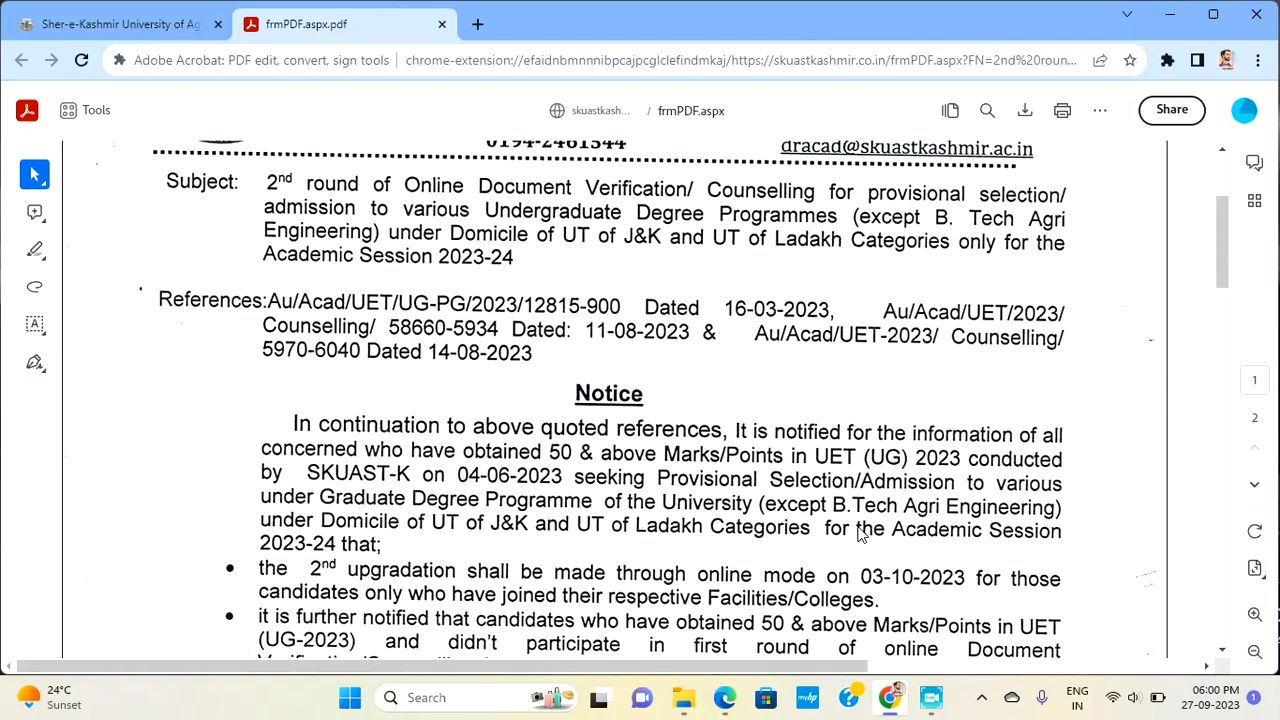 Sher-e-Kashmir University of Ag
frmPDF.aspx.pdf
Adobe Acrobat: PDF edit, convert, sign tools
chrome-extension://efaidnbmnnnibpcajpcglclefindmkaj/https://skuastkashmir.co.in/frmPDF.aspx?FN=2nd%20roun...
Tools
skuastkash...
/ frmPDF.aspx
Share
0194-2461544
dracad@skuastkashmir.ac.in
Subject: 2nd round of Online Document Verification/ Counselling for provisional selection/
admission to various Undergraduate Degree Programmes (except B. Tech Agri
Engineering) under Domicile of UT of J&K and UT of Ladakh Categories only for the
Academic Session 2023-24
References:Au/Acad/UET/UG-PG/2023/12815-900 Dated 16-03-2023, Au/Acad/UET/2023/
Counselling/ 58660-5934 Dated: 11-08-2023 & Au/Acad/UET-2023/ Counselling/
5970-6040 Dated 14-08-2023
Notice
In continuation to above quoted references, It is notified for the information of all
concerned who have obtained 50 & above Marks/Points in UET (UG) 2023 conducted
by SKUAST-K on 04-06-2023 seeking Provisional Selection/Admission to various
under Graduate Degree Programme of the University (except B.Tech Agri Engineering)
under Domicile of UT of J&K and UT of Ladakh Categories for the Academic Session
2023-24 that;
• the 2nd upgradation shall be made through online mode on 03-10-2023 for those
candidates only who have joined their respective Facilities/Colleges.
• it is further notified that candidates who have obtained 50 & above Marks/Points in UET
(UG-2023) and didn't participate in first round of online Document
1
2
24°C
Sunset
Search
myhp
ENG
IN
06:00 PM
27-09-2023
1